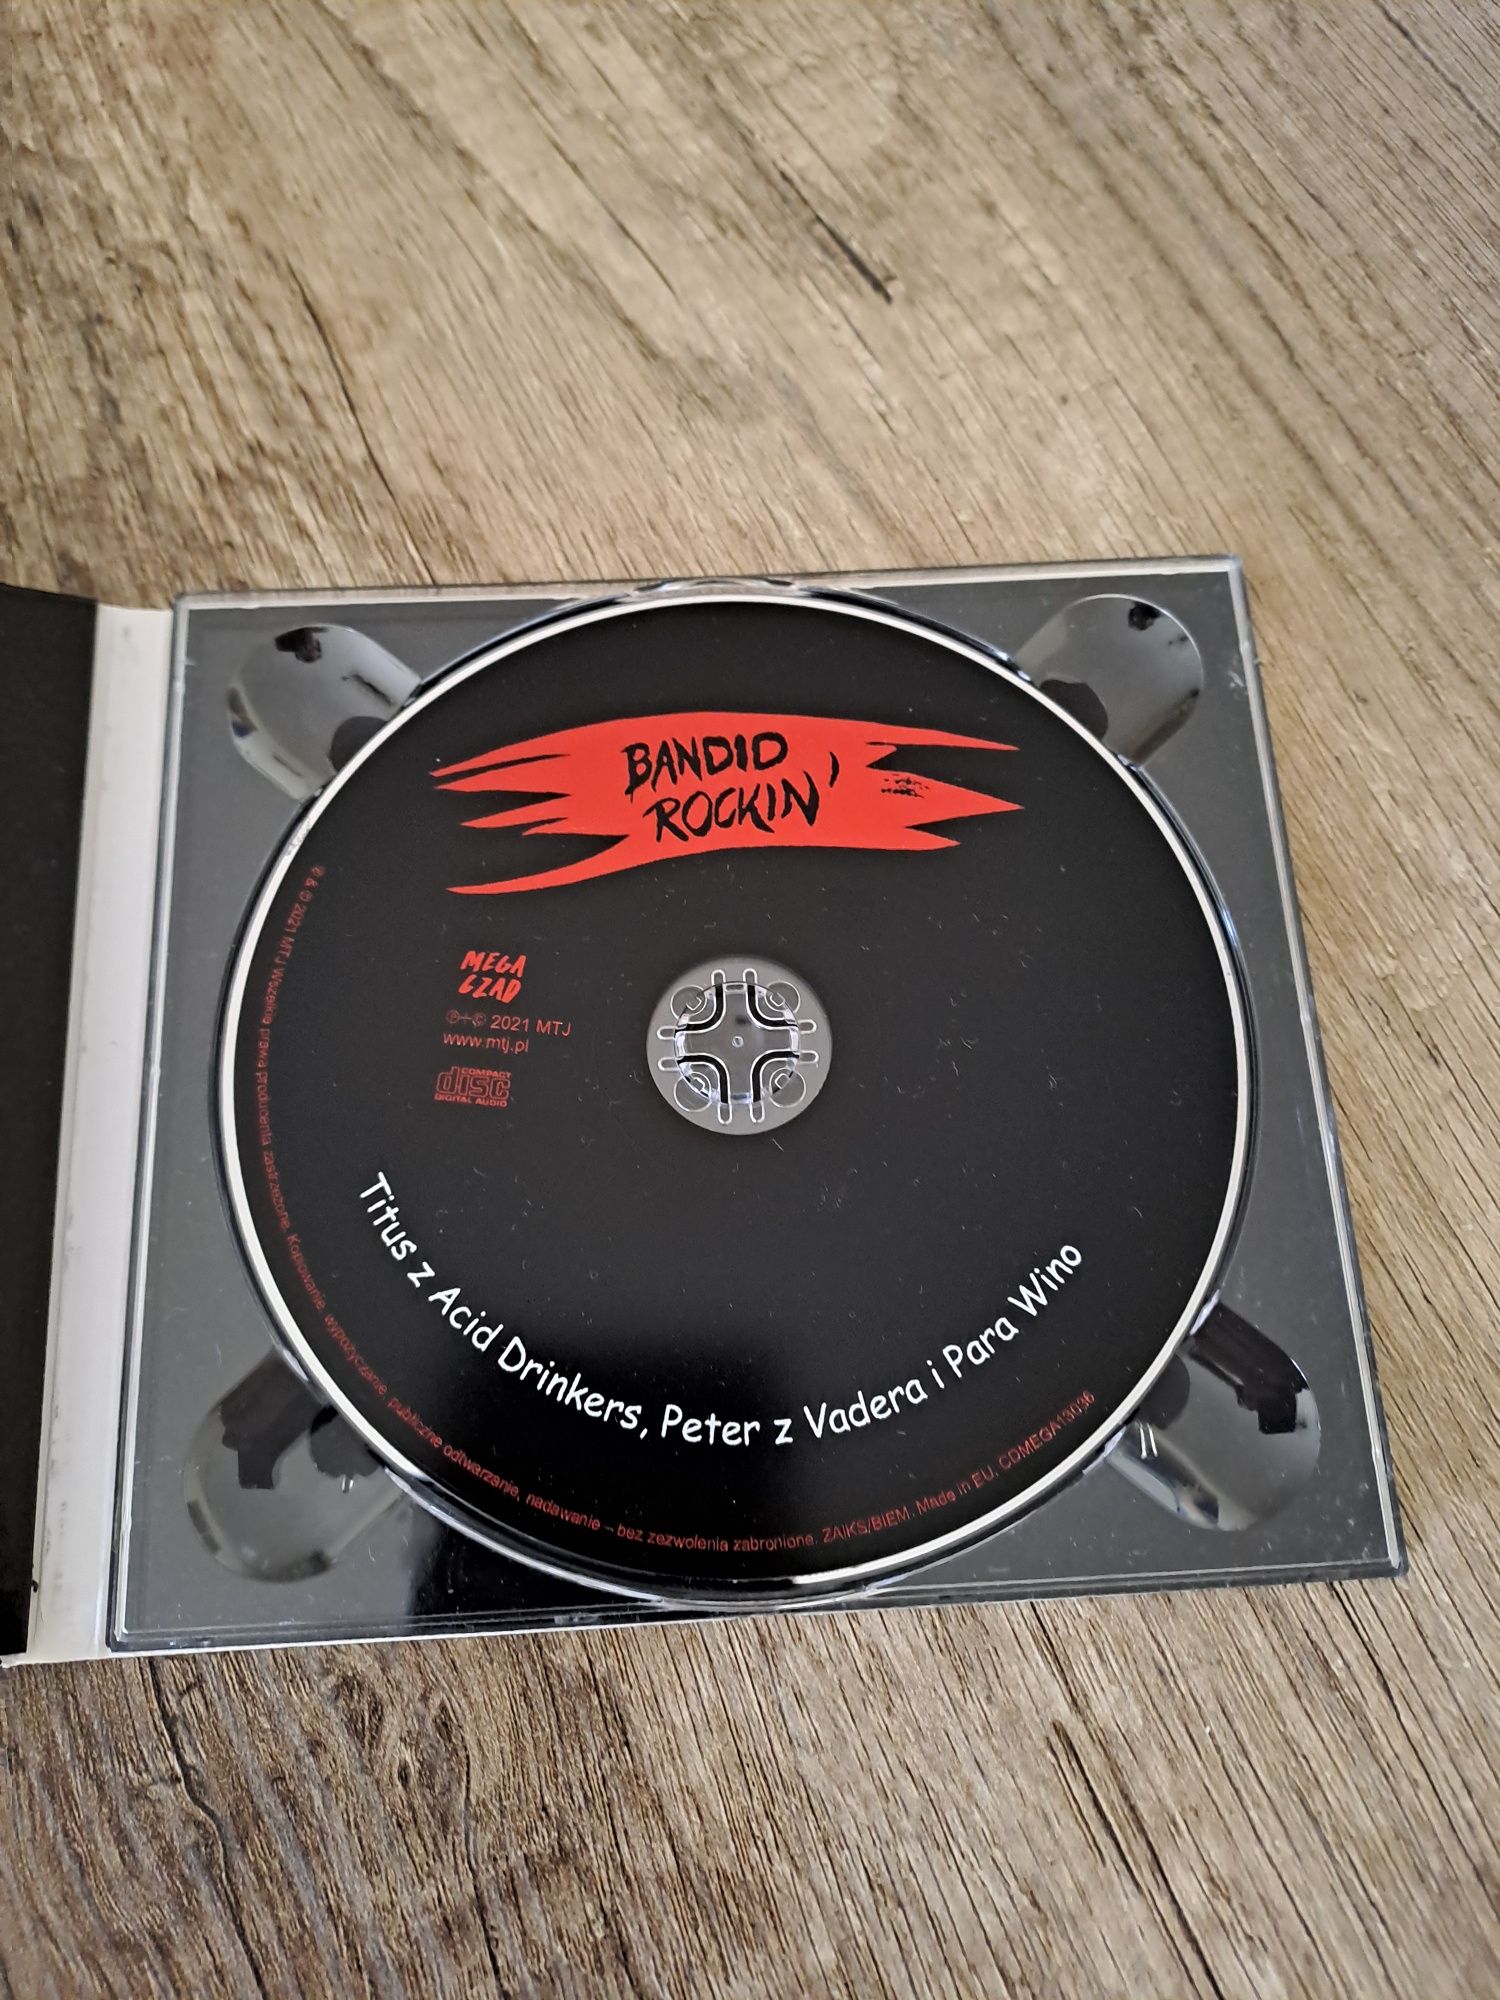 BANDID
ROCKIN'
MEGA
CZAD
℗+© 2021 MTJ
www.mtj.pl
COMPACT
disc
DIGITAL AUDIO
Titus z Acid Drinkers, Peter z Vadera i Para Wino
℗ & © 2021 MTJ Wszelkie prawa producenta zastrzeżone. Kopiowanie, wypożyczanie, publiczne odtwarzanie, nadawanie – bez zezwolenia zabronione. ZAIKS/BIEM. Made in EU. CDMEGA13036